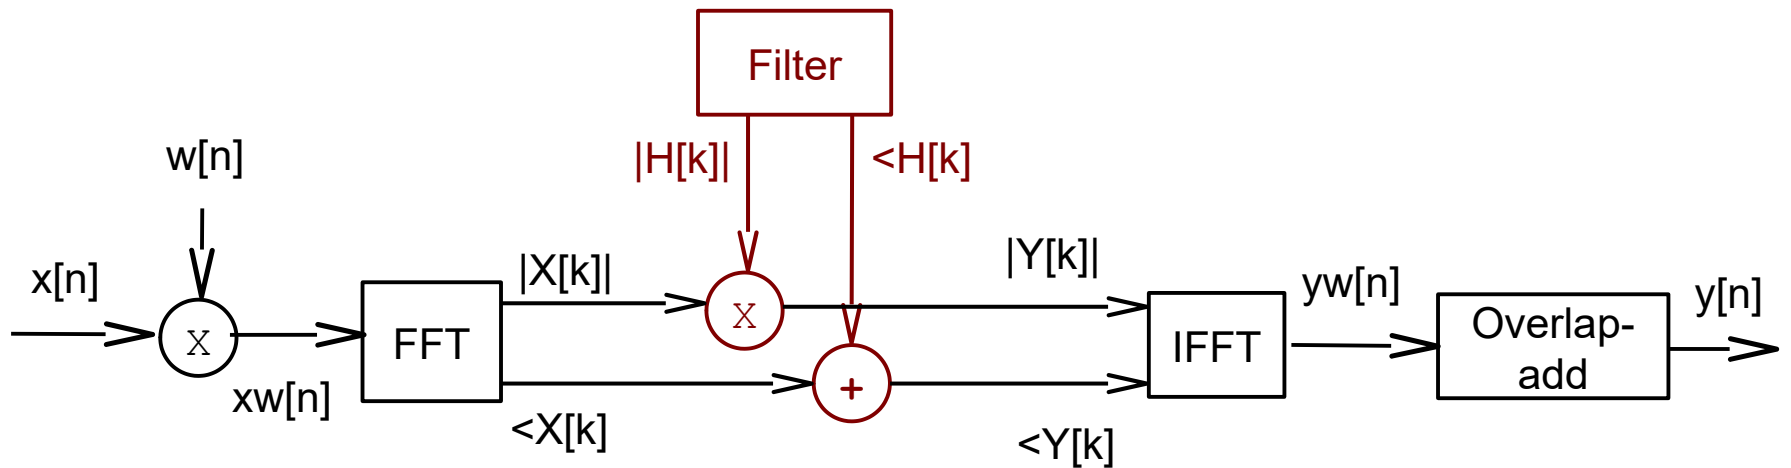 Filter
w[n]
|H[k]|
<H[k]
x[n]
|X[k]|
|Y[k]|
yw[n]
y[n]
X
X
FFT
IFFT
Overlap-
add
xw[n]
+
<X[k]
<Y[k]